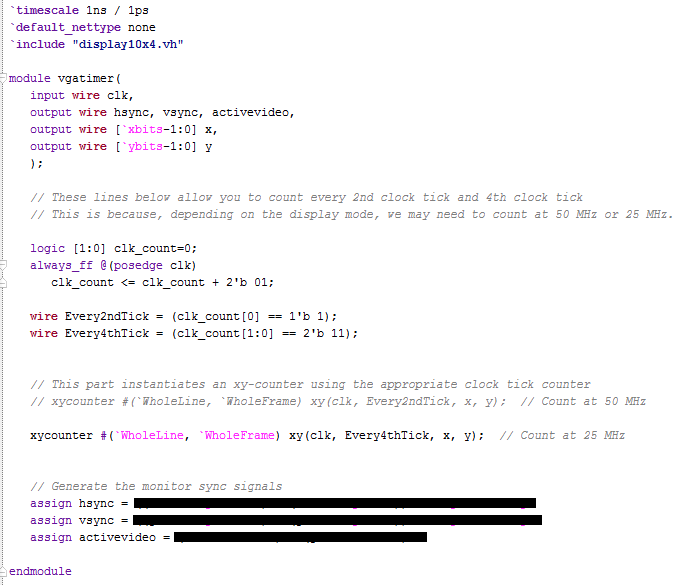 `timescale 1ns / 1ps
`default_nettype none
`include "display10x4.vh"
module vgatimer(
input wire clk,
output wire hsync, vsync, activevideo,
output wire [`xbits-1:0] x,
output wire [`ybits-1:0] y
);
// These lines below allow you to count every 2nd clock tick and 4th clock tick
// This is because, depending on the display mode, we may need to count at 50 MHz or 25 MHz.
logic [1:0] clk_count=0;
always_ff @(posedge clk)
clk_count <= clk_count + 2'b 01;
wire Every2ndTick = (clk_count[0] == 1'b 1);
wire Every4thTick = (clk_count[1:0] == 2'b 11);
// This part instantiates an xy-counter using the appropriate clock tick counter
// xycounter #(`WholeLine, `WholeFrame) xy(clk, Every2ndTick, x, y);  // Count at 50 MHz
xycounter #(`WholeLine, `WholeFrame) xy(clk, Every4thTick, x, y);  // Count at 25 MHz
// Generate the monitor sync signals
assign hsync =
assign vsync =
assign activevideo =
endmodule